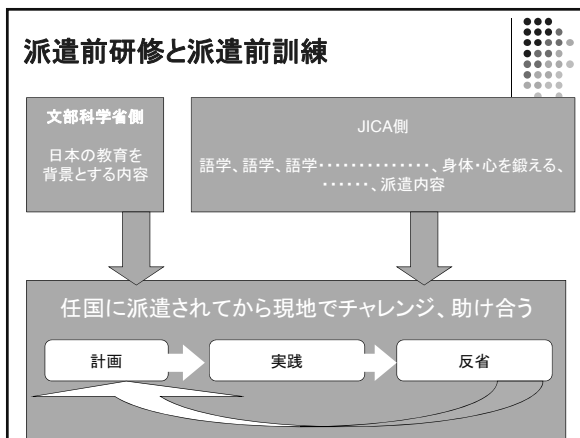 派遣前研修と派遣前訓練
文部科学省側
日本の教育を
背景とする内容
JICA側
語学、語学、語学・・・・・・・・・・・・・・、身体・心を鍛える、
・・・・・・、派遣内容
任国に派遣されてから現地でチャレンジ、助け合う
計画
実践
反省